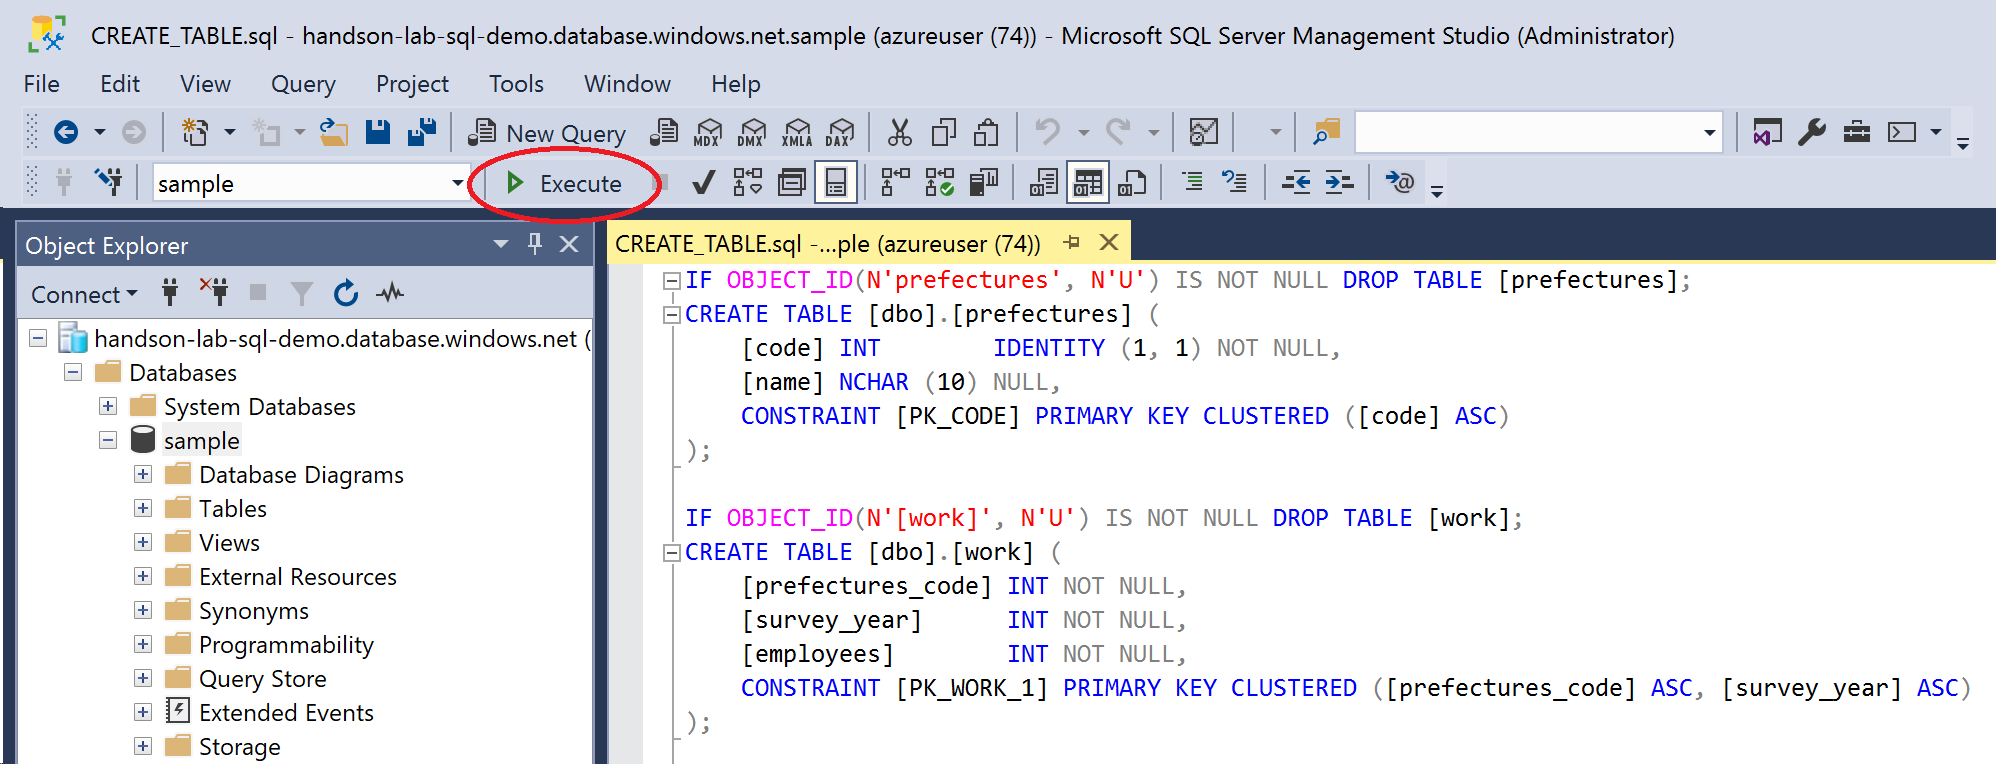 CREATE_TABLE.sql - handson-lab-sql-demo.database.windows.net.sample (azureuser (74)) - Microsoft SQL Server Management Studio (Administrator)
File Edit View Query Project Tools Window Help
New Query MDX DMX XMLA DAX
sample Execute
Object Explorer
Connect
handson-lab-sql-demo.database.windows.net (
Databases
System Databases
sample
Database Diagrams
Tables
Views
External Resources
Synonyms
Programmability
Query Store
Extended Events
Storage
CREATE_TABLE.sql -...ple (azureuser (74))
IF OBJECT_ID(N'prefectures', N'U') IS NOT NULL DROP TABLE [prefectures];
CREATE TABLE [dbo].[prefectures] (
[code] INT IDENTITY (1, 1) NOT NULL,
[name] NCHAR (10) NULL,
CONSTRAINT [PK_CODE] PRIMARY KEY CLUSTERED ([code] ASC)
);
IF OBJECT_ID(N'[work]', N'U') IS NOT NULL DROP TABLE [work];
CREATE TABLE [dbo].[work] (
[prefectures_code] INT NOT NULL,
[survey_year] INT NOT NULL,
[employees] INT NOT NULL,
CONSTRAINT [PK_WORK_1] PRIMARY KEY CLUSTERED ([prefectures_code] ASC, [survey_year] ASC)
);